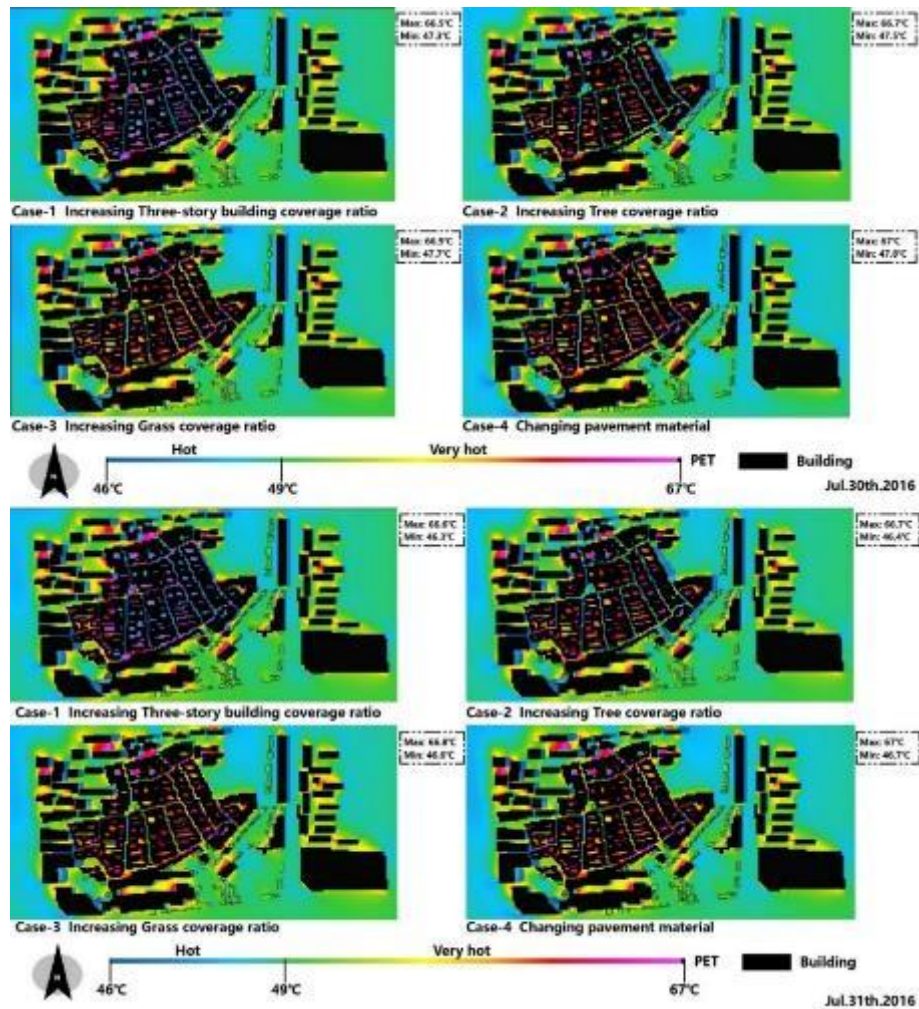 Max: 66.5℃
Min: 47.3℃
Max: 66.7℃
Min: 47.5℃
Case-1 Increasing Three-story building coverage ratio
Case-2 Increasing Tree coverage ratio
Max: 66.9℃
Min: 47.7℃
Max: 67℃
Min: 47.8℃
Case-3 Increasing Grass coverage ratio
Case-4 Changing pavement material
Hot
Very hot
N
PET
Building
46℃
49℃
67℃
Jul.30th.2016
Max: 66.6℃
Min: 46.3℃
Max: 66.7℃
Min: 46.4℃
Case-1 Increasing Three-story building coverage ratio
Case-2 Increasing Tree coverage ratio
Max: 66.8℃
Min: 46.6℃
Max: 67℃
Min: 46.7℃
Case-3 Increasing Grass coverage ratio
Case-4 Changing pavement material
Hot
Very hot
N
PET
Building
46℃
49℃
67℃
Jul.31th.2016